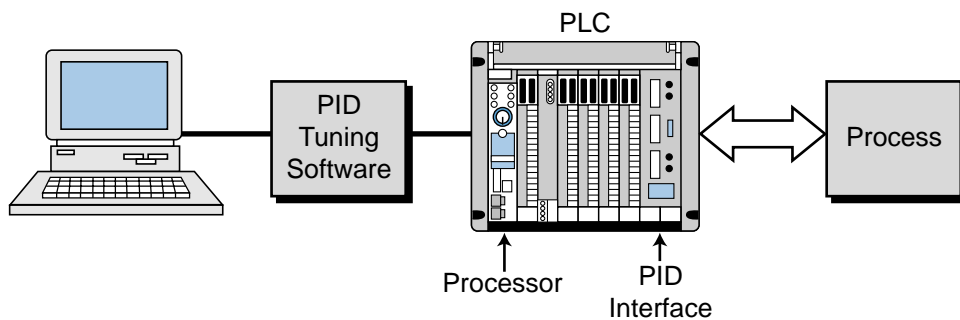 PLC
PID
Tuning
Software
Process
Processor
PID
Interface